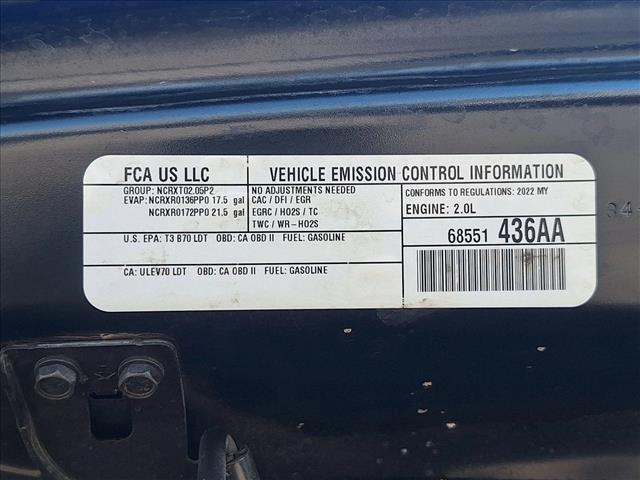 FCA US LLC
VEHICLE EMISSION CONTROL INFORMATION
GROUP: NCRXT02.05P2
EVAP: NCRXR0136PP0 17.5 gal
NCRXR0172PP0 21.5 gal
NO ADJUSTMENTS NEEDED
CAC / DFI / EGR
EGRC / HO2S / TC
TWC / WR-HO2S
CONFORMS TO REGULATIONS: 2022 MY
ENGINE: 2.0L
U.S. EPA: T3 B70 LDT OBD: CA OBD II FUEL: GASOLINE
CA: ULEV70 LDT OBD: CA OBD II FUEL: GASOLINE
68551 436AA